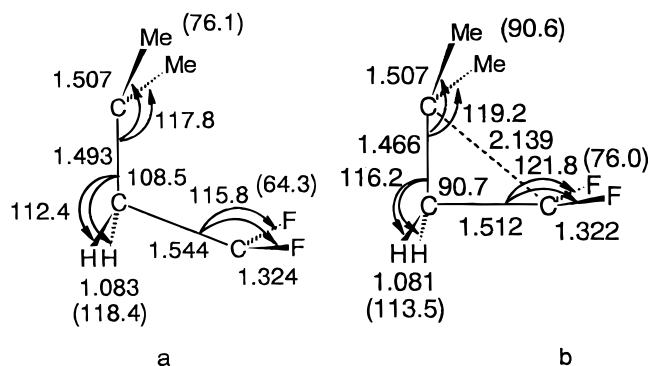 Me (76.1)
1.507 Me
C
117.8
1.493
108.5
112.4 C
115.8 (64.3)
F
1.544 C F
HH
1.324
1.083
(118.4)
a
Me (90.6)
1.507 Me
C
119.2
1.466 2.139
121.8 (76.0)
116.2 90.7
F
C C F
1.512 1.322
HH
1.081
(113.5)
b